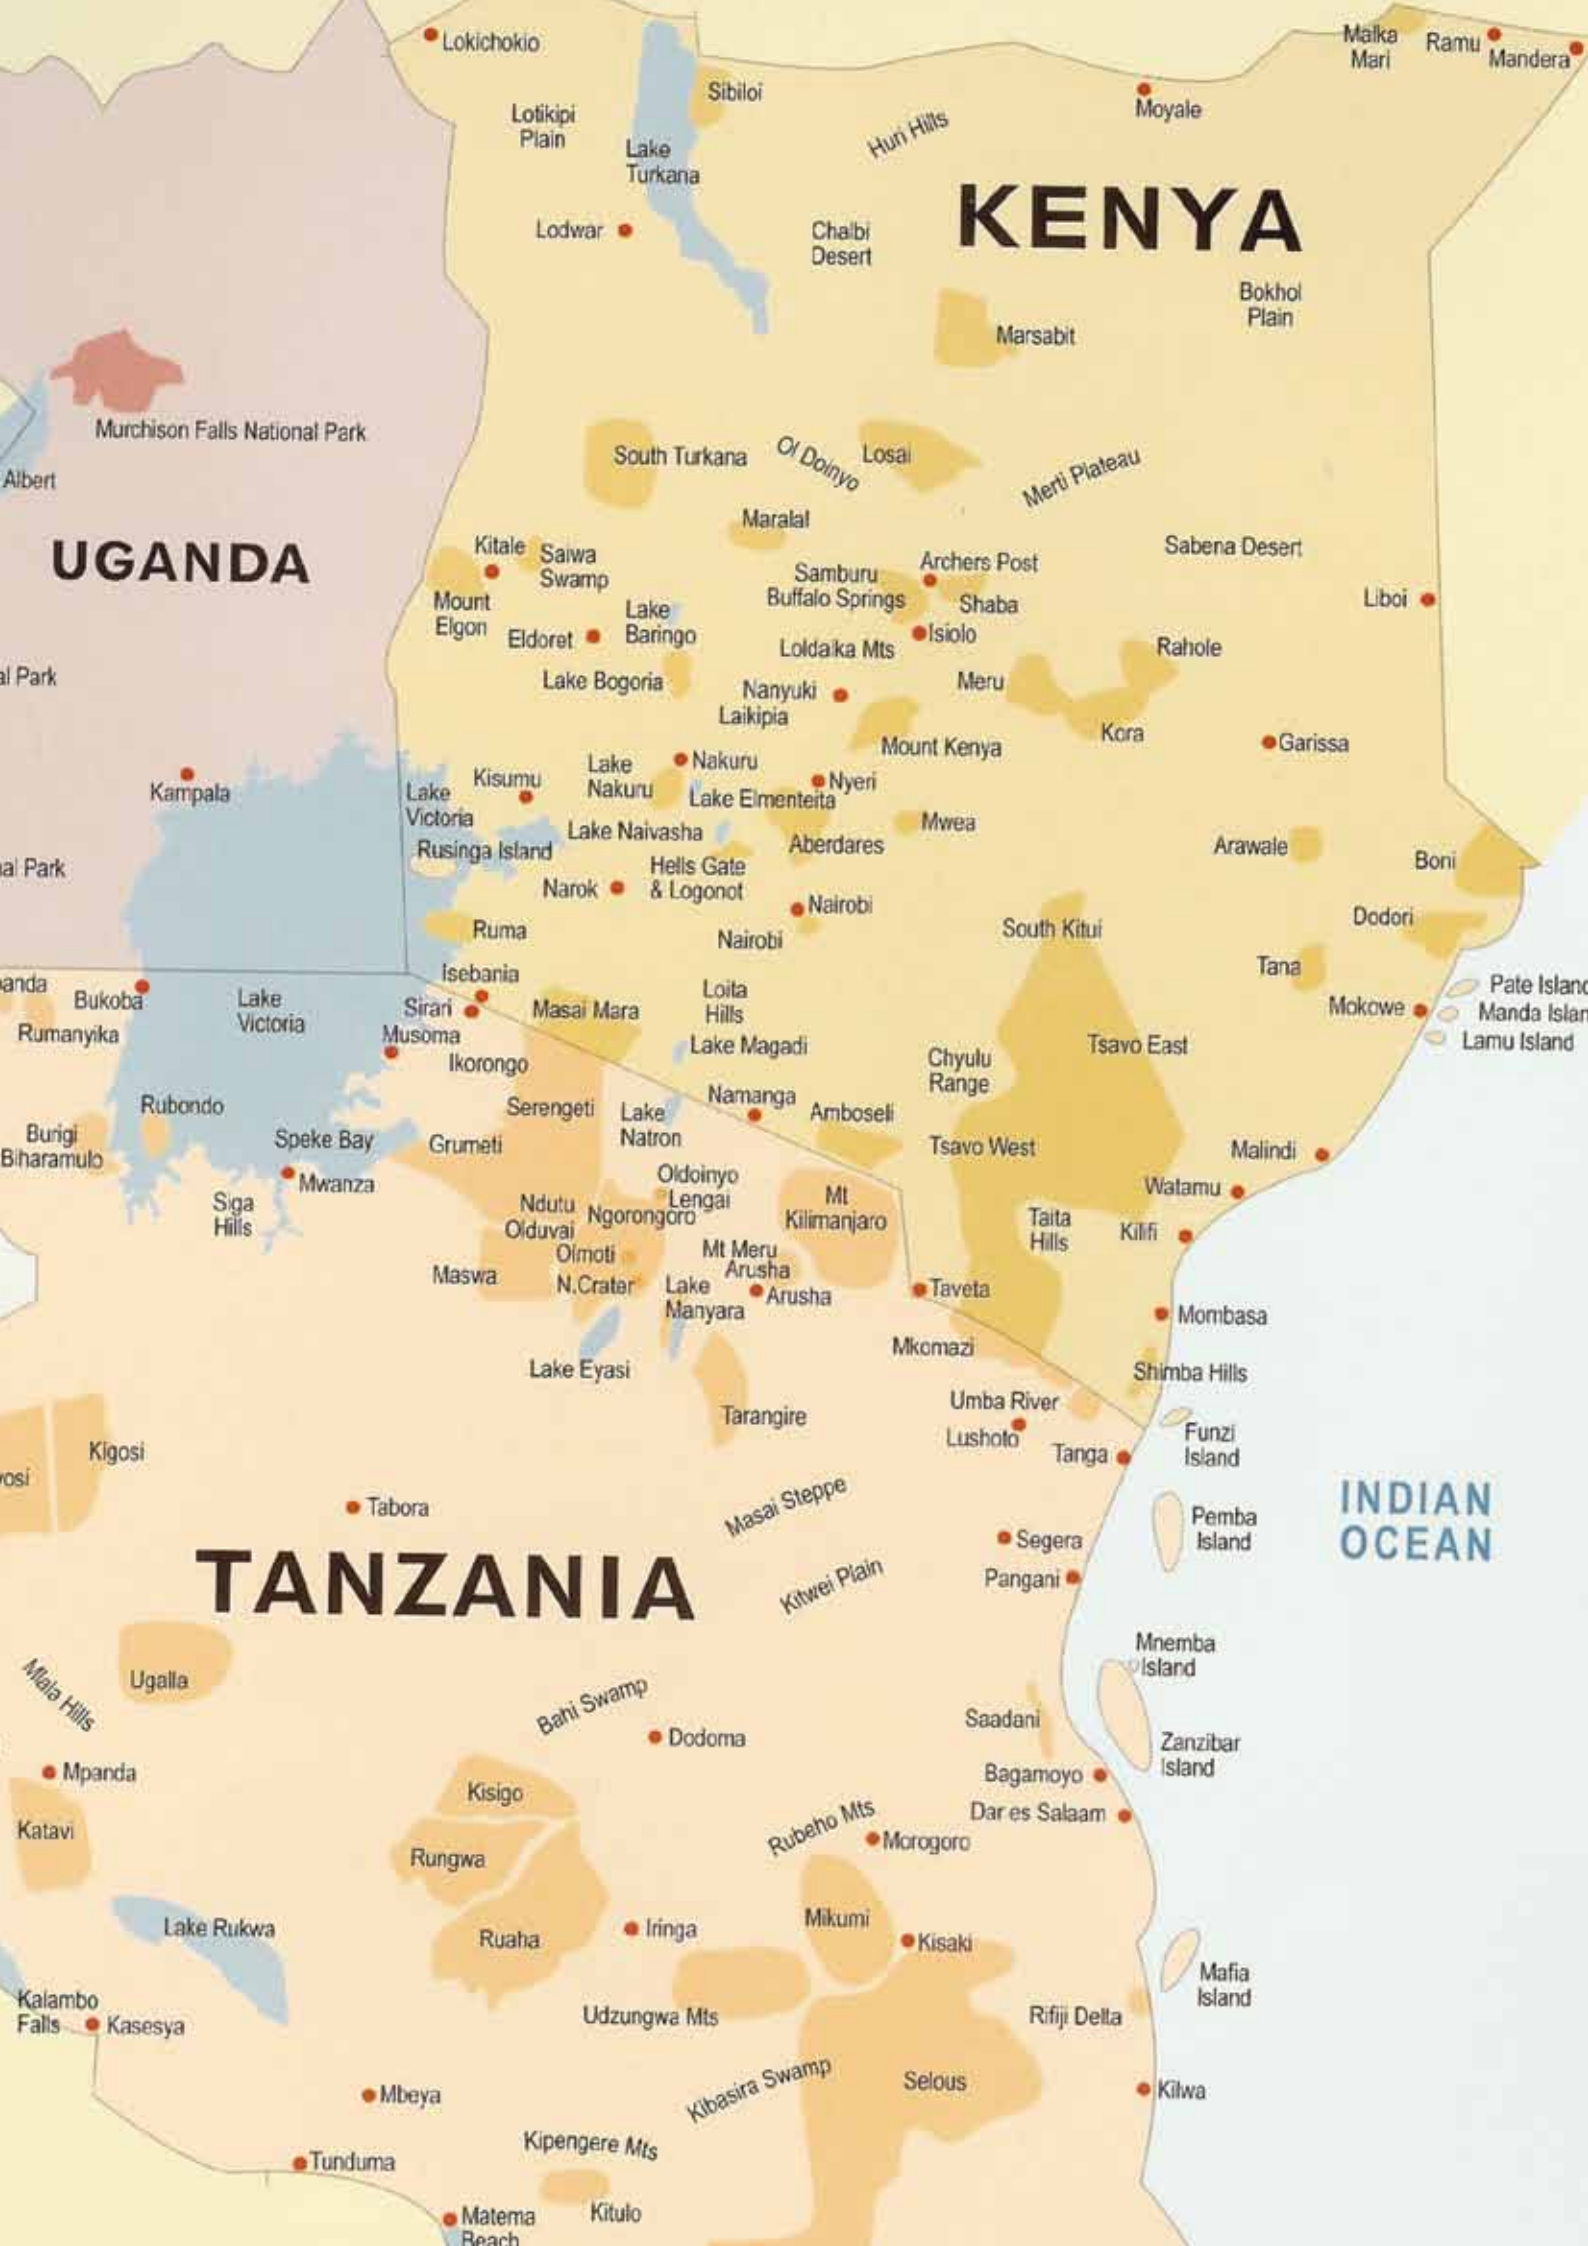 Lokichokio
Malka
Mari
Ramu
Mandera
Sibiloi
Moyale
Lotikipi
Plain
Huri Hills
Lake
Turkana
KENYA
Lodwar
Chalbi
Desert
Bokhol
Plain
Marsabit
Murchison Falls National Park
Albert
South Turkana
Ol Doinyo
Losai
Merti Plateau
Maralal
UGANDA
Kitale
Saiwa
Swamp
Archers Post
Sabena Desert
Samburu
Buffalo Springs
Shaba
Liboi
Mount
Elgon
Lake
Baringo
Eldoret
Isiolo
Loldaika Mts
Rahole
al Park
Lake Bogoria
Nanyuki
Laikipia
Meru
Kora
Mount Kenya
Garissa
Kampala
Lake
Victoria
Kisumu
Lake
Nakuru
Nakuru
Nyeri
Lake Elmenteita
Mwea
Lake Naivasha
Rusinga Island
Aberdares
Arawale
Boni
al Park
Hells Gate
& Logonot
Narok
Nairobi
Nairobi
Ruma
South Kitui
Dodori
Tana
Isebania
anda
Bukoba
Lake
Victoria
Sirari
Masai Mara
Loita
Hills
Pate Island
Mokowe
Manda Islan
Lamu Island
Rumanyika
Musoma
Ikorongo
Lake Magadi
Chyulu
Range
Tsavo East
Rubondo
Serengeti
Lake
Natron
Namanga
Amboseli
Burigi
Biharamulo
Speke Bay
Grumeti
Tsavo West
Malindi
Mwanza
Siga
Hills
Oldoinyo
Lengai
Mt
Kilimanjaro
Watamu
Ndutu
Olduvai
Ngorongoro
Taita
Hills
Kilifi
Olmoti
Mt Meru
Arusha
Maswa
N.Crater
Lake
Manyara
Arusha
Taveta
Mombasa
Lake Eyasi
Mkomazi
Shimba Hills
Umba River
Tarangire
Lushoto
Funzi
Island
Kigosi
yosi
Tanga
Tabora
Masai Steppe
INDIAN
OCEAN
Pemba
Island
Segera
TANZANIA
Kitwei Plain
Pangani
Mnemba
Island
Mlala Hills
Ugalla
Bahi Swamp
Saadani
Dodoma
Zanzibar
Island
Mpanda
Kisigo
Bagamoyo
Dar es Salaam
Katavi
Rungwa
Rubeho Mts
Morogoro
Lake Rukwa
Ruaha
Iringa
Mikumi
Kisaki
Mafia
Island
Kalambo
Falls
Kasesya
Udzungwa Mts
Rifiji Delta
Mbeya
Kibasira Swamp
Selous
Kilwa
Kipengere Mts
Tunduma
Matema
Beach
Kitulo